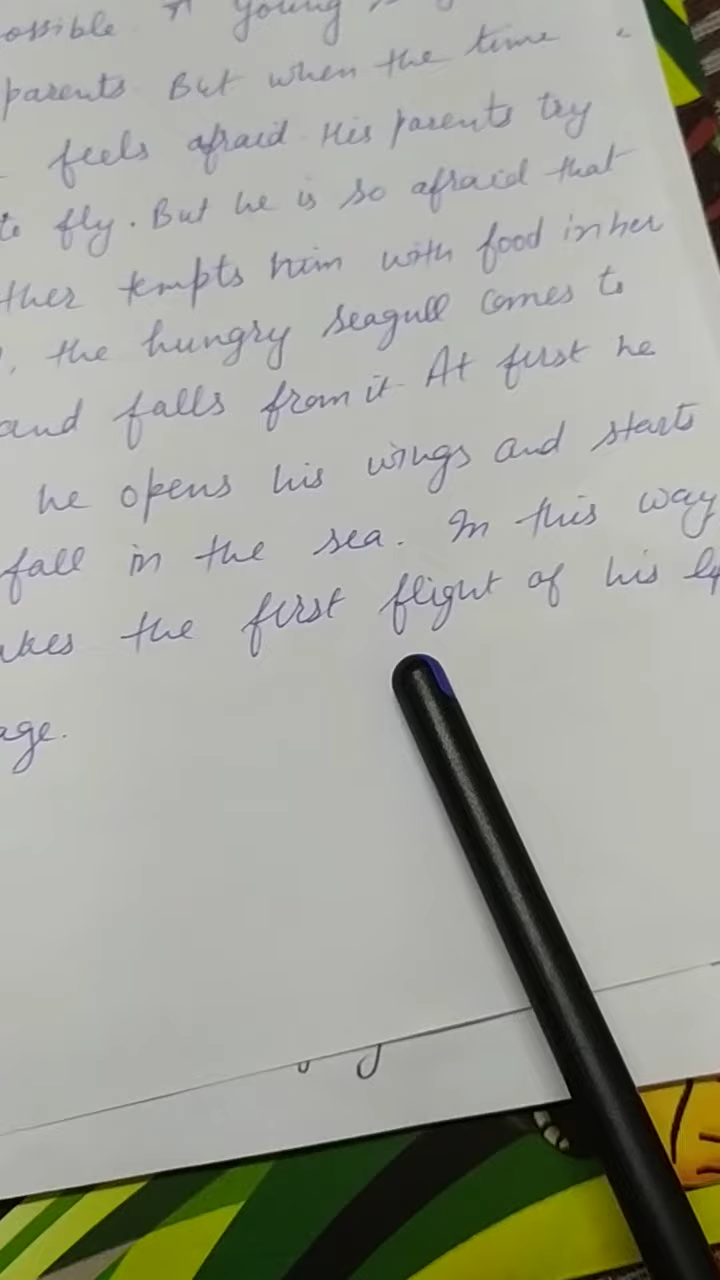 ossible A young
parents. But when the time
feels afraid His parents try
to fly. But he is so afraid that
ther tempts him with food in her
, the hungry seagull comes to
and falls from it. At first he
he opens his wings and starts
fall in the sea. In this way
akes the first flight of his
age.